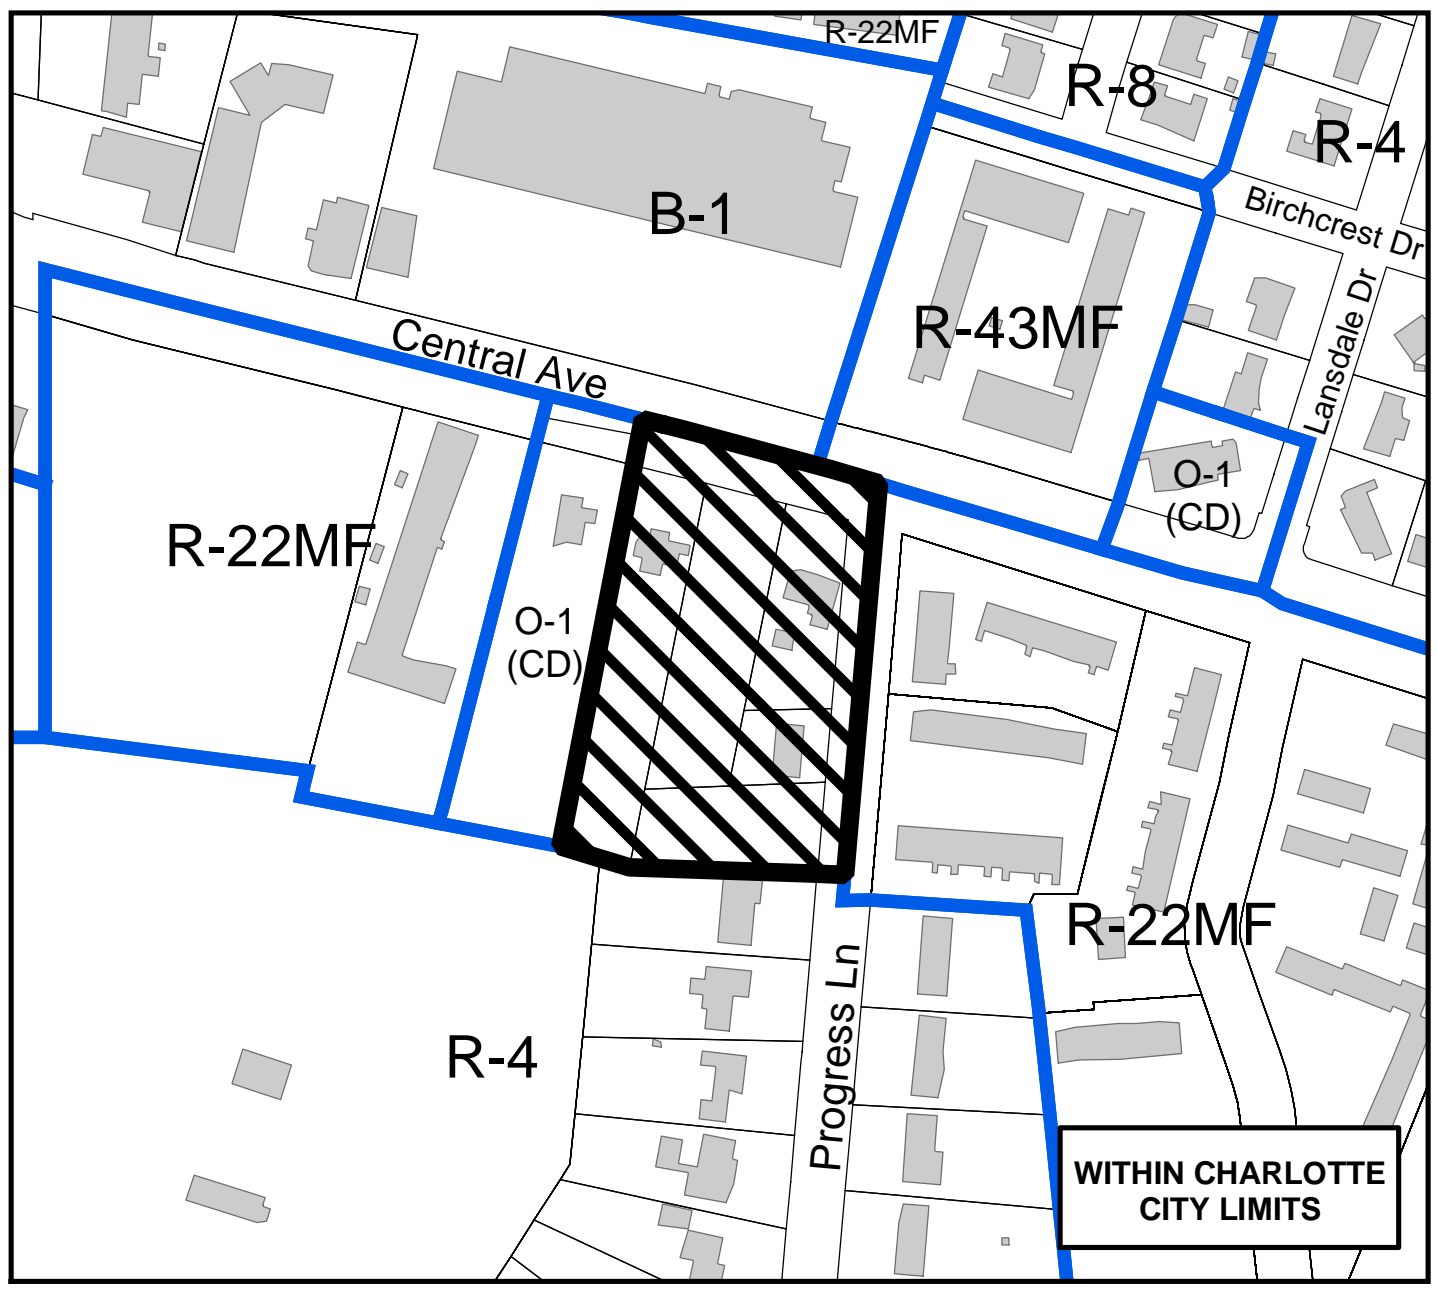 R-22MF
R-8
R-4
B-1
Birchcrest Dr
R-43MF
Lansdale Dr
Central Ave
O-1
(CD)
R-22MF
O-1
(CD)
R-22MF
Progress Ln
R-4
WITHIN CHARLOTTE
CITY LIMITS